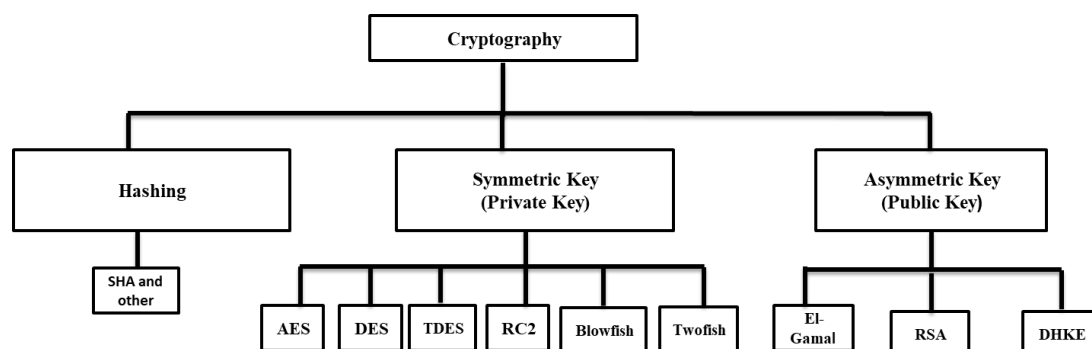 Cryptography
Hashing
Symmetric Key
(Private Key)
Asymmetric Key
(Public Key)
SHA and
other
AES
DES
TDES
RC2
Blowfish
Twofish
El-
Gamal
RSA
DHKE